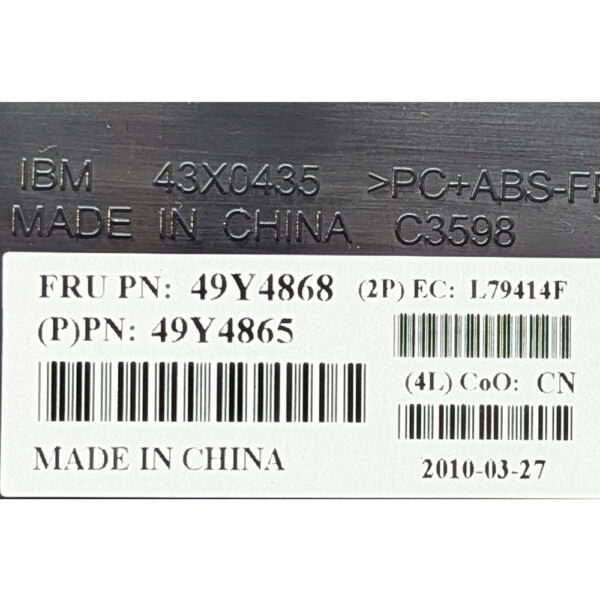 IBM 43X0435 >PC+ABS-FR
MADE IN CHINA C3598
FRU PN: 49Y4868 (2P) EC: L79414F
(P)PN: 49Y4865
(4L) CoO: CN
MADE IN CHINA
2010-03-27